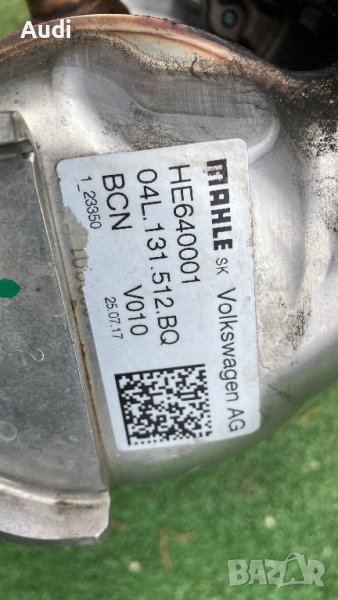 Audi
MAHLE SK Volkswagen AG
HE640001
04L.131.512.BQ
BCN V010
1_23350 25.07.17
BAZAR